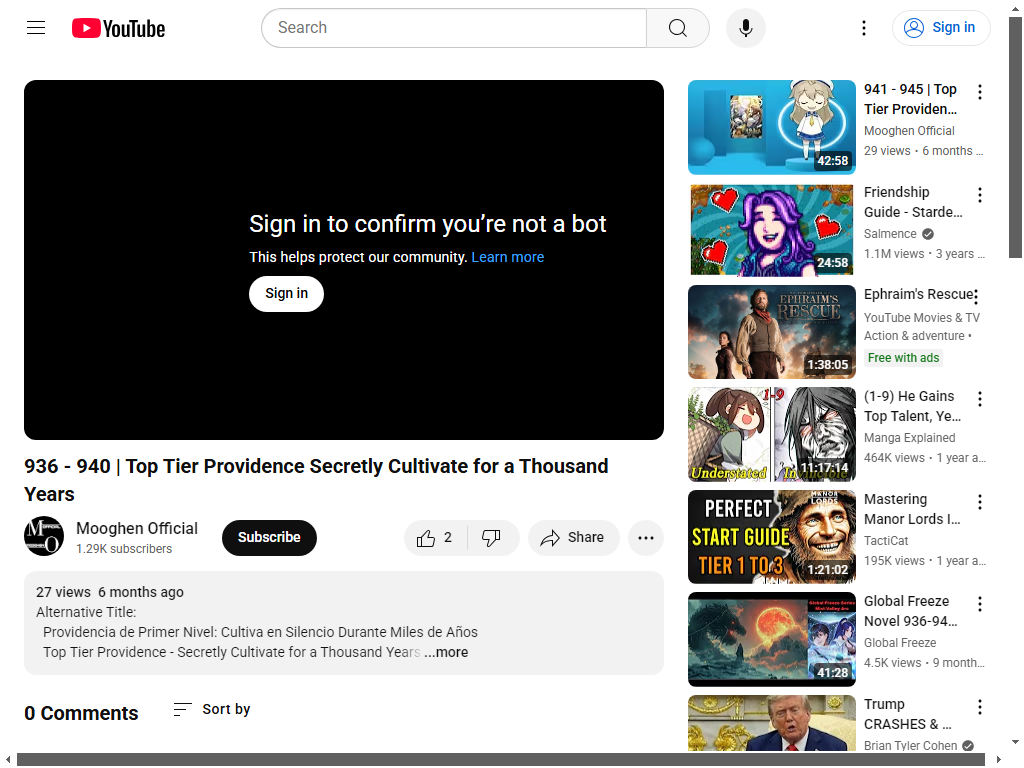 YouTube
Search
Sign in
Sign in to confirm you’re not a bot
This helps protect our community. Learn more
Sign in
936 - 940 | Top Tier Providence Secretly Cultivate for a Thousand
Years
Mooghen Official
1.29K subscribers
Subscribe
2
Share
27 views 6 months ago
Alternative Title:
Providencia de Primer Nivel: Cultiva en Silencio Durante Miles de Años
Top Tier Providence - Secretly Cultivate for a Thousand Years ...more
0 Comments
Sort by
42:58
941 - 945 | Top
Tier Providen...
Mooghen Official
29 views • 6 months ...
24:58
Friendship
Guide - Starde...
Salmence
1.1M views • 3 years ...
EPHRAIM'S
RESCUE
1:38:05
Ephraim's Rescue
YouTube Movies & TV
Action & adventure •
Free with ads
1-9
Understated
Invincible
11:17:14
(1-9) He Gains
Top Talent, Ye...
Manga Explained
464K views • 1 year a...
MANOR
LORDS
PERFECT
START GUIDE
TIER 1 TO 3
1:21:02
Mastering
Manor Lords I...
TactiCat
195K views • 1 year a...
41:28
Global Freeze
Novel 936-94...
Global Freeze
4.5K views • 9 month...
Trump
CRASHES & ...
Brian Tyler Cohen